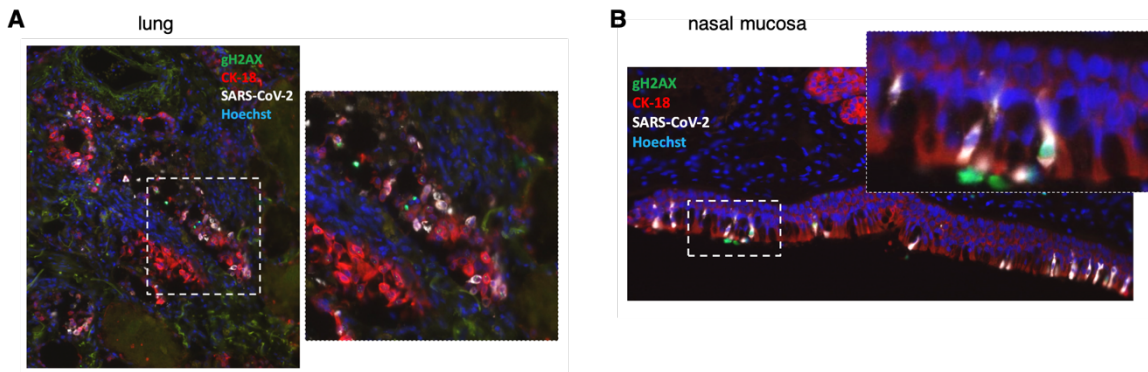 A
lung
gH2AX
CK-18
SARS-CoV-2
Hoechst
B
nasal mucosa
gH2AX
CK-18
SARS-CoV-2
Hoechst